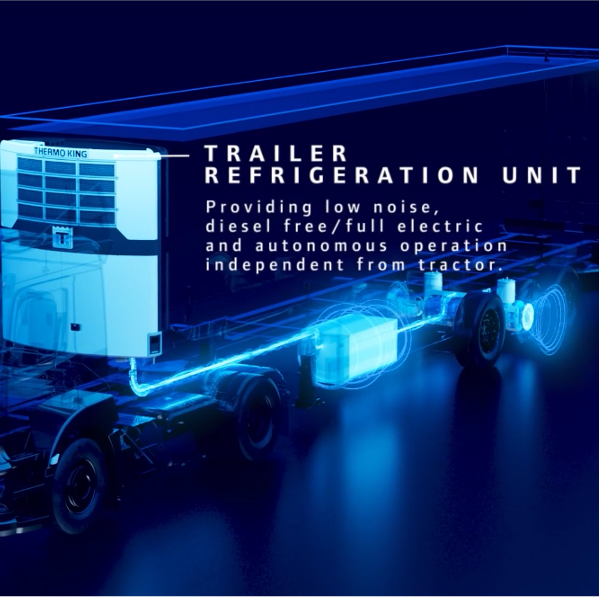 THERMO KING
TRAILER
REFRIGERATION UNIT
Providing low noise,
diesel free/full electric
and autonomous operation
independent from tractor.